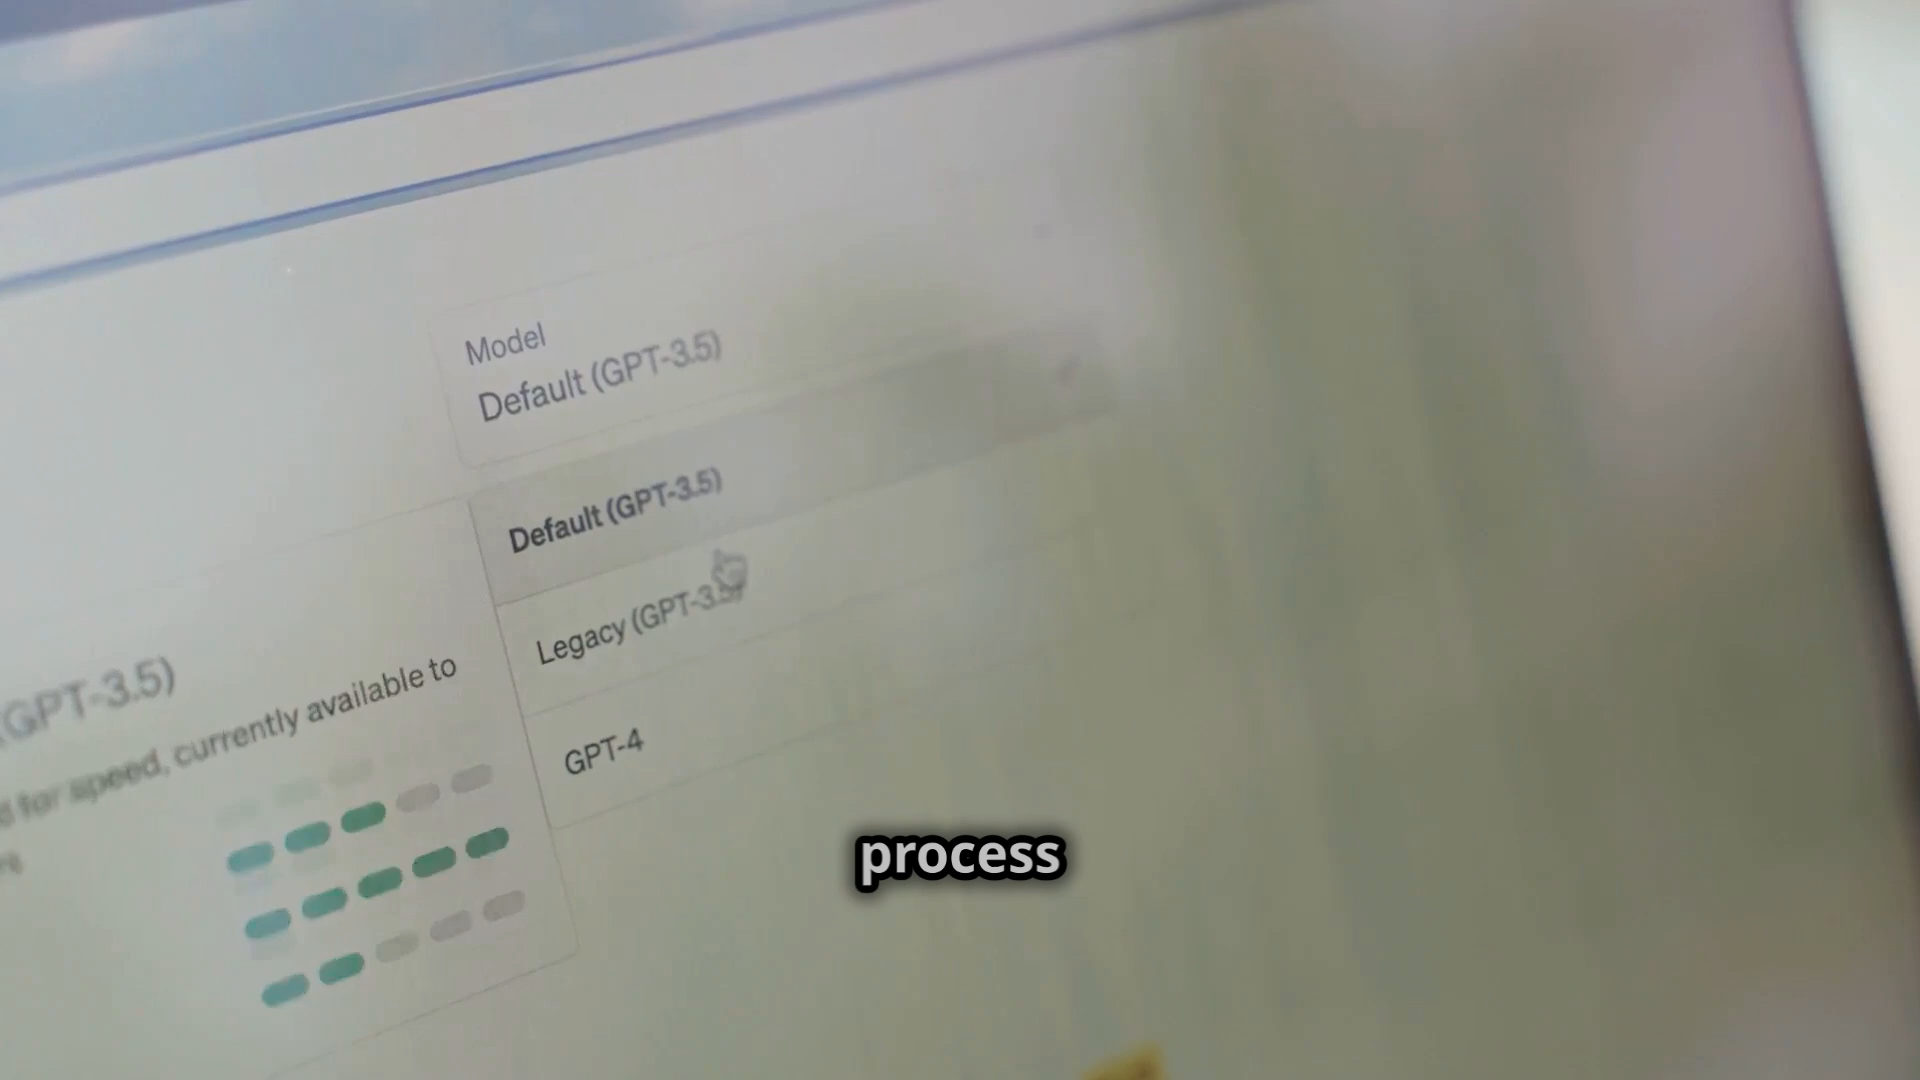 Model
Default (GPT-3.5)
Default (GPT-3.5)
Legacy (GPT-3.5)
GPT-4
(GPT-3.5)
for speed, currently available to
process